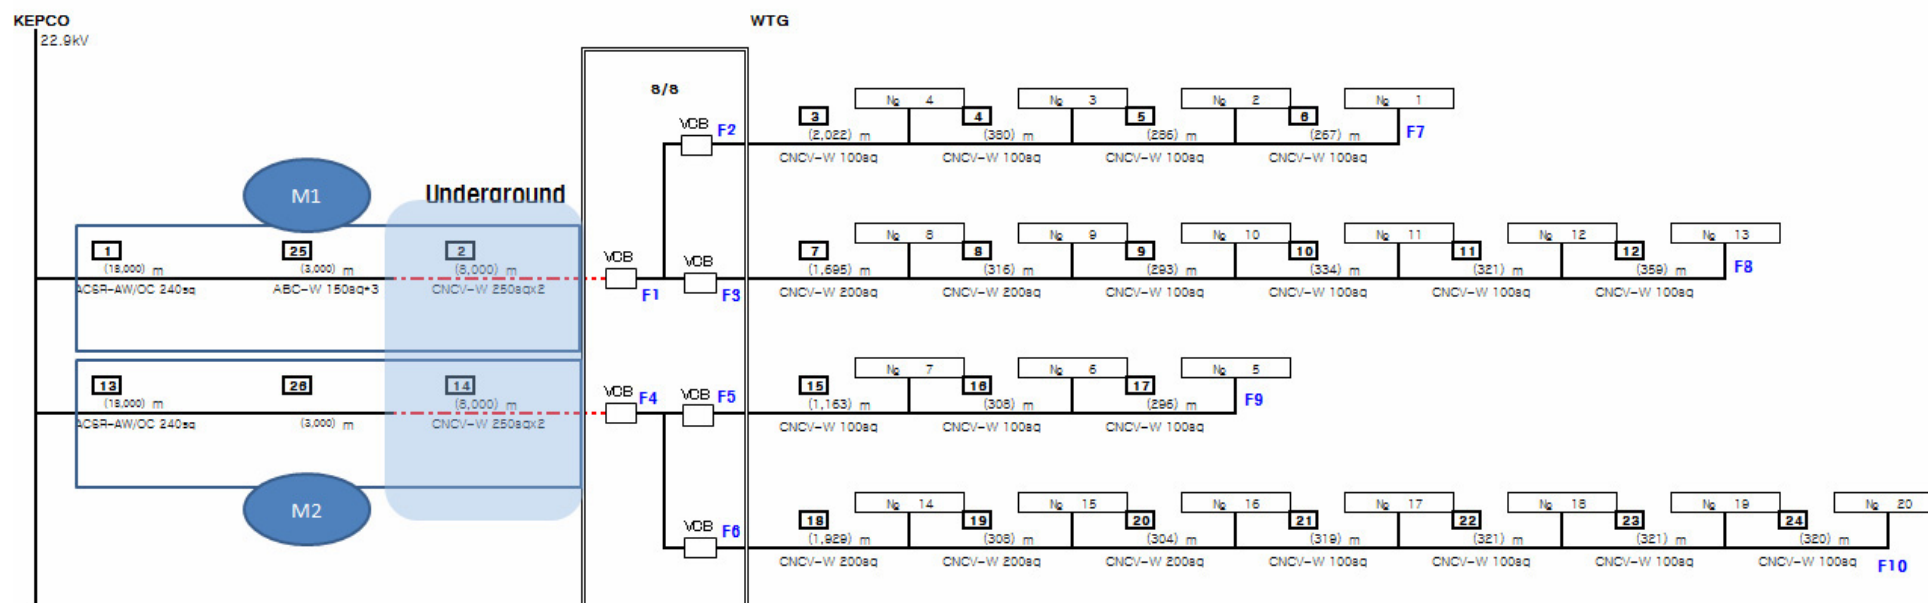 KEPCO
WTG
22.9kV
8/8
VCB F2
3
№ 4
4
№ 3
5
№ 2
6
№ 1
F7
(2,022) m
(380) m
(286) m
(267) m
CNCV-W 100sq
CNCV-W 100sq
CNCV-W 100sq
CNCV-W 100sq
M1
Underground
1
25
2
(18,000) m
(3,000) m
(8,000) m
ACSR-AW/OC 240sq
ABC-W 150sq*3
CNCV-W 250sqx2
VCB
F1
VCB
F3
7
№ 8
8
№ 9
9
№ 10
10
№ 11
11
№ 12
12
№ 13
F8
(1,695) m
(316) m
(293) m
(334) m
(321) m
(359) m
CNCV-W 200sq
CNCV-W 200sq
CNCV-W 100sq
CNCV-W 100sq
CNCV-W 100sq
CNCV-W 100sq
13
26
14
(18,000) m
(3,000) m
(8,000) m
ACSR-AW/OC 240sq
CNCV-W 250sqx2
VCB F4
VCB F5
15
№ 7
16
№ 6
17
№ 5
F9
(1,163) m
(308) m
(296) m
CNCV-W 100sq
CNCV-W 100sq
CNCV-W 100sq
M2
VCB F6
18
№ 14
19
№ 15
20
№ 16
21
№ 17
22
№ 18
23
№ 19
24
№ 20
(1,929) m
(308) m
(304) m
(319) m
(321) m
(321) m
(320) m
CNCV-W 200sq
CNCV-W 200sq
CNCV-W 200sq
CNCV-W 100sq
CNCV-W 100sq
CNCV-W 100sq
CNCV-W 100sq
F10